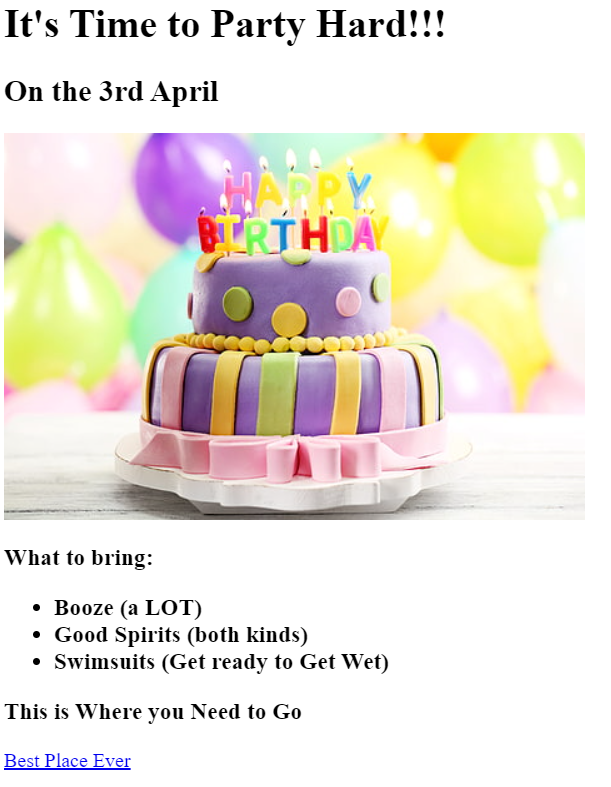 It's Time to Party Hard!!!
On the 3rd April
HAPPY
BIRTHDAY
What to bring:
Booze (a LOT)
Good Spirits (both kinds)
Swimsuits (Get ready to Get Wet)
This is Where you Need to Go
Best Place Ever